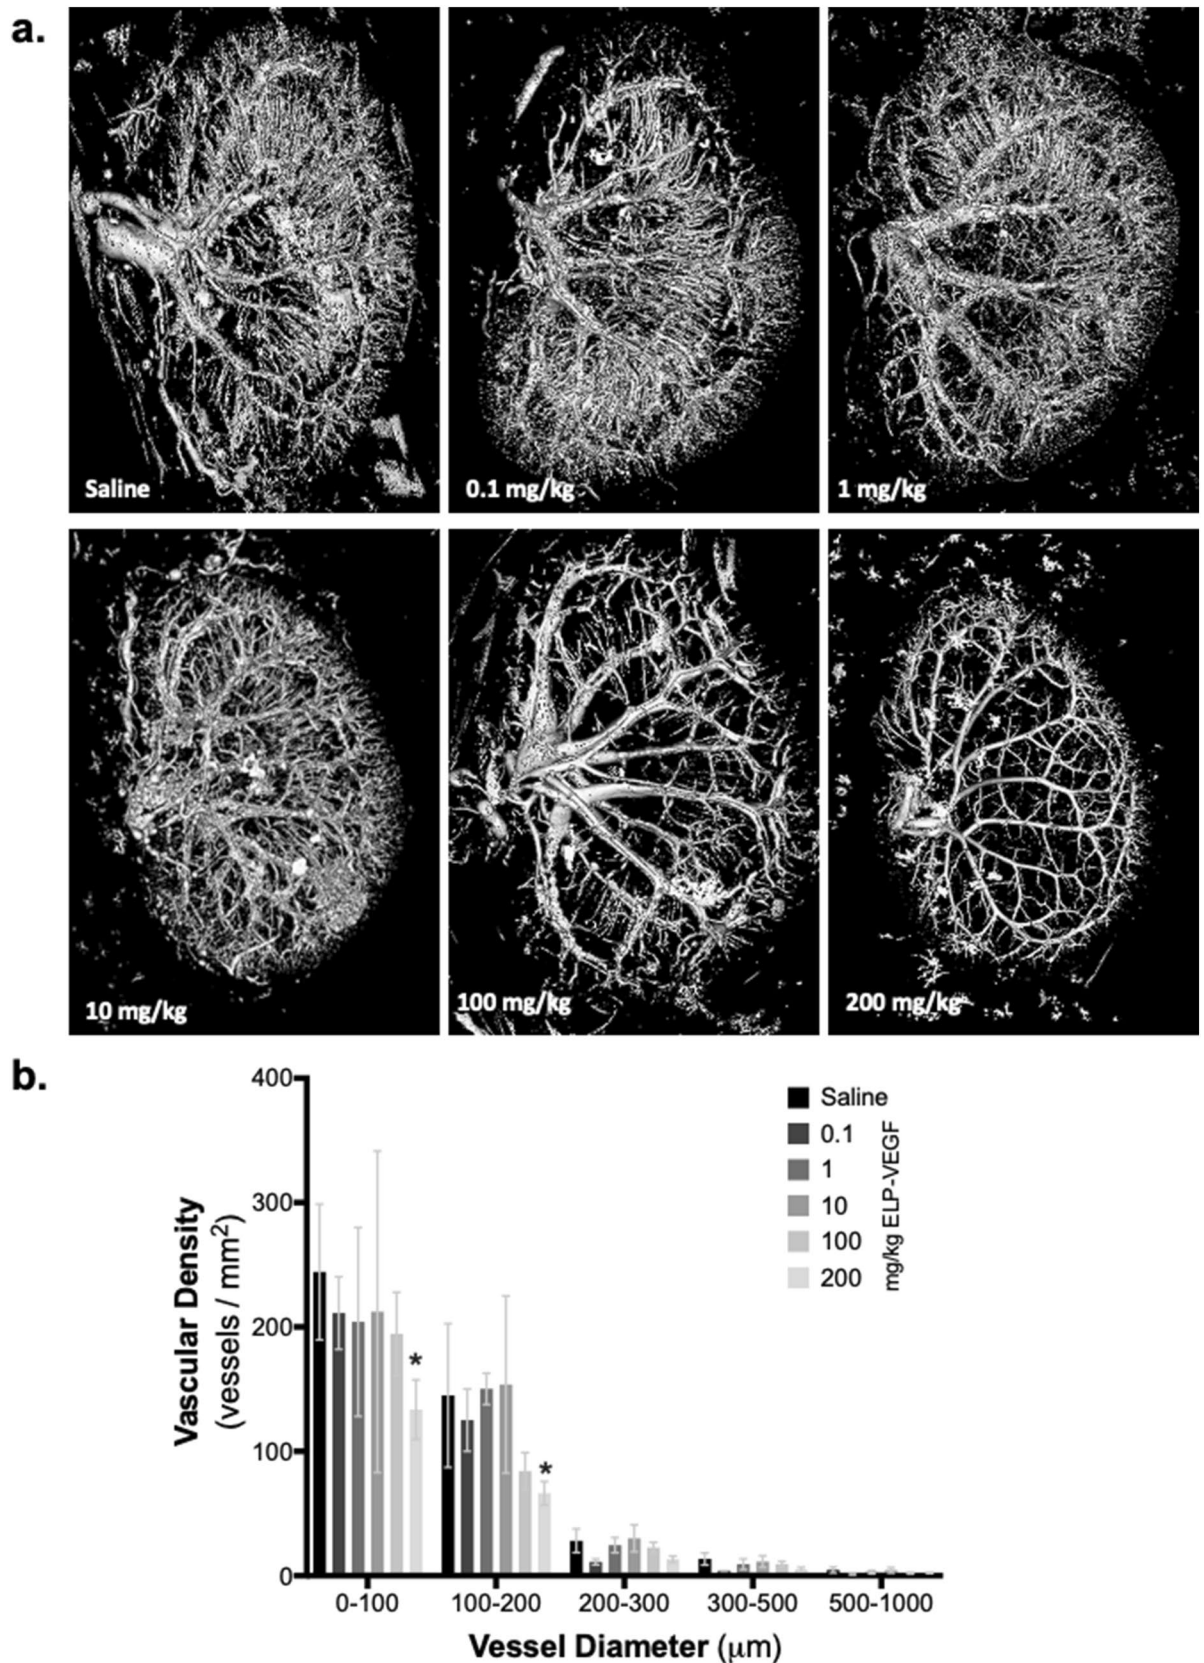 a.
Saline
0.1 mg/kg
1 mg/kg
10 mg/kg
100 mg/kg
200 mg/kg
b.
Vascular Density
(vessels / mm²)
400
300
200
100
0
* *
Saline
0.1
1
10
100
200
mg/kg ELP-VEGF
0-100 100-200 200-300 300-500 500-1000
Vessel Diameter (μm)